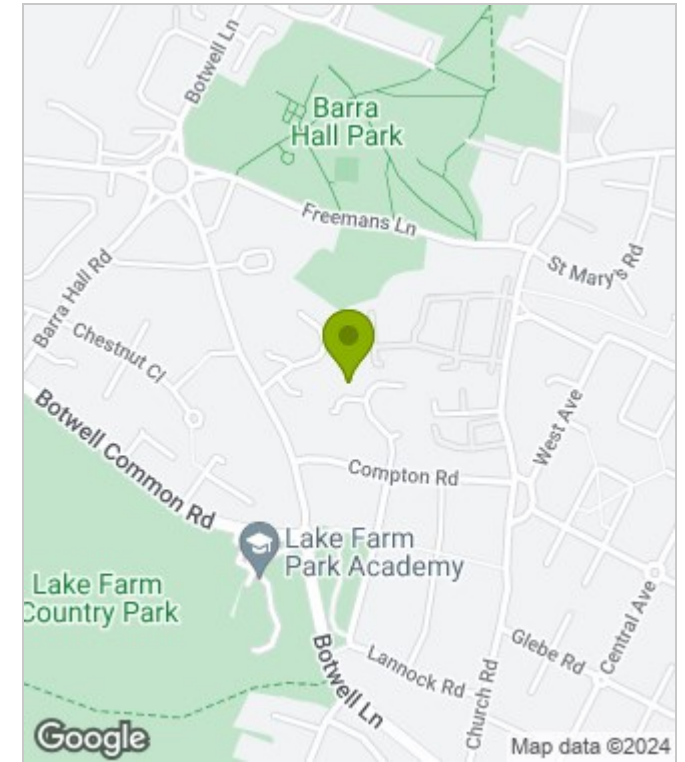 Botwell Ln
Barra
Hall Park
Freemans Ln
St Mary's Rd
Barra Hall Rd
Chestnut Cl
Botwell Common Rd
West Ave
Compton Rd
Lake Farm
Park Academy
Lake Farm
Country Park
Botwell Ln
Lannock Rd
Church Rd
Glebe Rd
Central Ave
Google
Map data ©2024